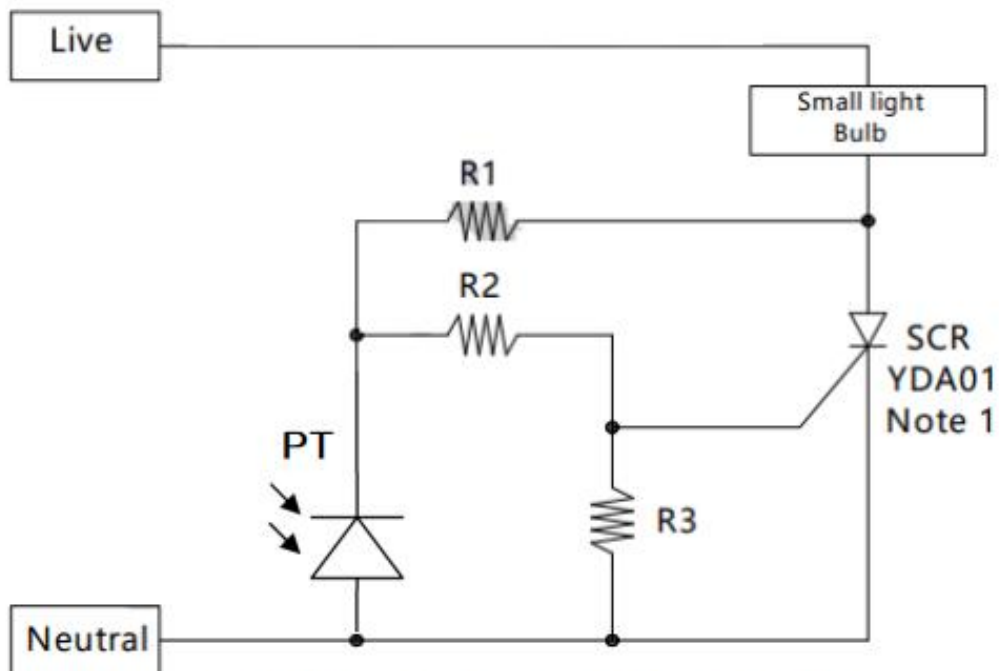 Live
Small light
Bulb
R1
R2
SCR
YDA01
Note 1
PT
R3
Neutral